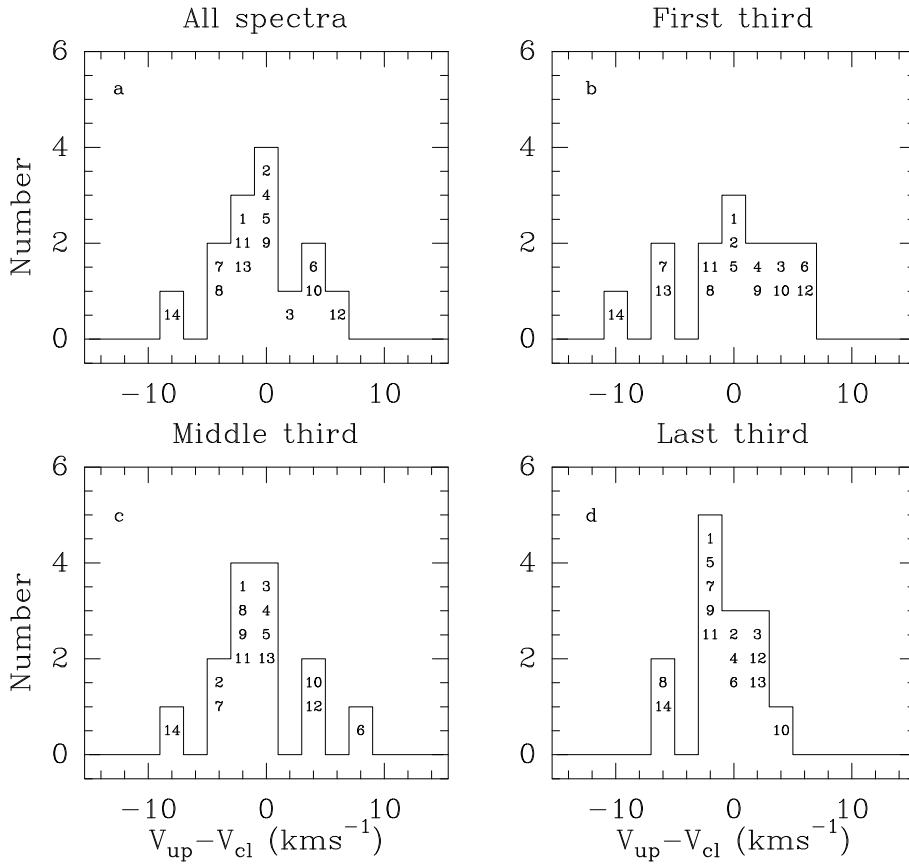 All spectra
First third
6
4
2
0
Number
a
2
4
1 5
11 9
7 13 6
8 10
14 3 12
−10 0 10
6
4
2
0
b
1
2
7 11 5 4 3 6
13 8 9 10 12
14
−10 0 10
Middle third
Last third
6
4
2
0
Number
c
1 3
8 4
9 5
11 13
2 10
7 12
14 6
−10 0 10
V_up−V_cl (kms⁻¹)
6
4
2
0
d
1
5
7
9
11 2 3
8 4 12
14 6 13
10
−10 0 10
V_up−V_cl (kms⁻¹)